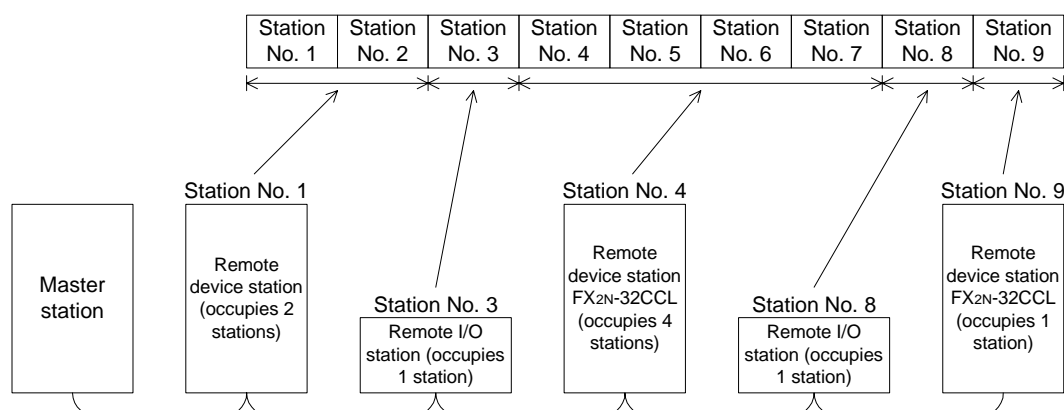 Station No. 1
Station No. 2
Station No. 3
Station No. 4
Station No. 5
Station No. 6
Station No. 7
Station No. 8
Station No. 9
Master
station
Station No. 1
Remote
device station
(occupies 2
stations)
Station No. 3
Remote I/O
station (occupies
1 station)
Station No. 4
Remote
device station
FX2N-32CCL
(occupies 4
stations)
Station No. 8
Remote I/O
station (occupies
1 station)
Station No. 9
Remote
device station
FX2N-32CCL
(occupies 1
station)